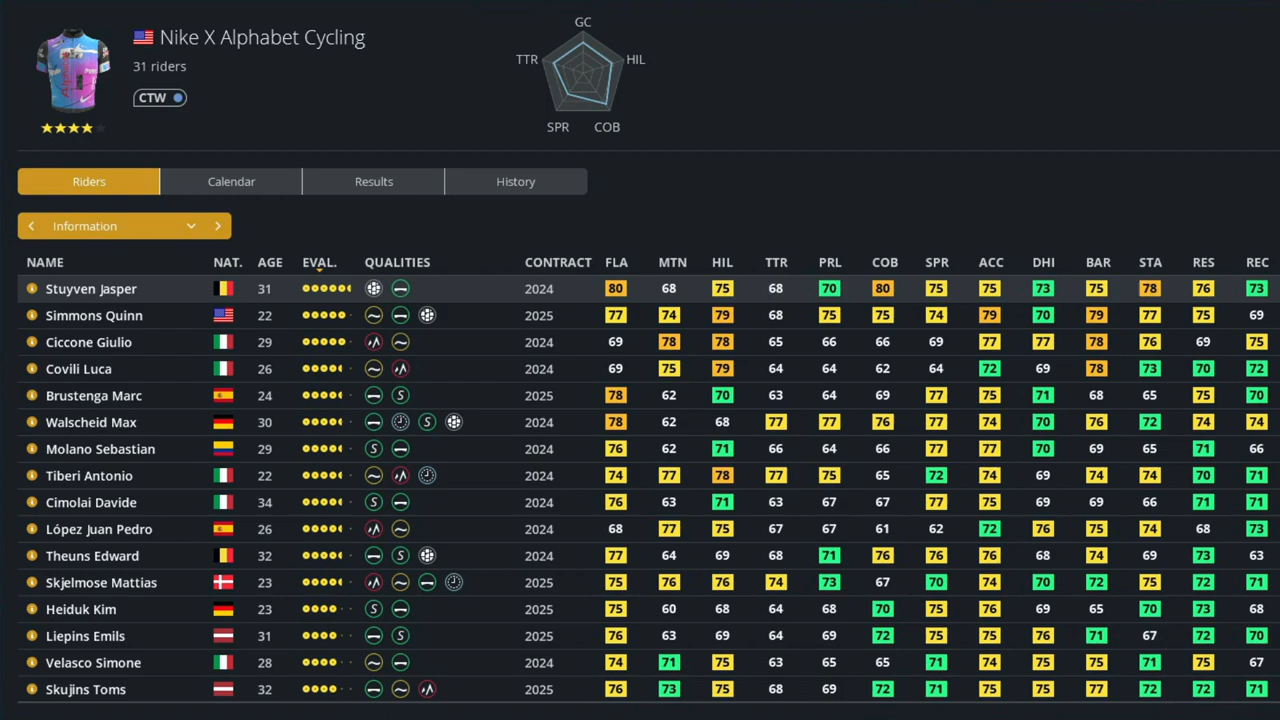 GC
Nike X Alphabet Cycling
TTR HIL
31 riders
CTW
SPR COB
Riders Calendar Results History
Information
NAME NAT. AGE EVAL. QUALITIES CONTRACT FLA MTN HIL TTR PRL COB SPR ACC DHI BAR STA RES REC
Stuyven Jasper 31 2024 80 68 75 68 70 80 75 75 73 75 78 76 73
Simmons Quinn 22 2025 77 74 79 68 75 75 74 79 70 79 77 75 69
Ciccone Giulio 29 2024 69 78 78 65 66 66 69 77 77 78 76 69 75
Covili Luca 26 2024 69 75 79 64 64 62 64 72 69 78 73 70 72
Brustenga Marc 24 S 2024 78 62 70 63 64 69 77 75 71 68 65 75 70
Walscheid Max 30 S 2024 78 62 68 77 77 76 77 74 70 76 72 74 74
Molano Sebastian 29 S 2024 76 62 71 66 64 66 77 77 70 69 65 71 66
Tiberi Antonio 22 2024 74 77 78 77 75 65 72 74 69 74 74 70 71
Cimolai Davide 34 S 2024 76 63 71 63 67 67 77 75 69 69 66 71 71
López Juan Pedro 26 2024 68 77 75 67 67 61 62 72 76 75 74 68 73
Theuns Edward 32 S 2024 77 64 69 68 71 76 76 76 68 74 69 73 63
Skjelmose Mattias 23 2025 75 76 76 74 73 67 70 74 70 72 75 72 71
Heiduk Kim 23 S 2025 75 60 68 64 68 70 75 76 69 65 70 73 68
Liepins Emils 31 S 2025 76 63 69 64 69 72 75 75 76 71 67 72 70
Velasco Simone 28 2024 74 71 75 63 65 65 71 74 75 75 71 75 67
Skujins Toms 32 2025 76 73 75 68 69 72 71 75 75 77 72 72 71